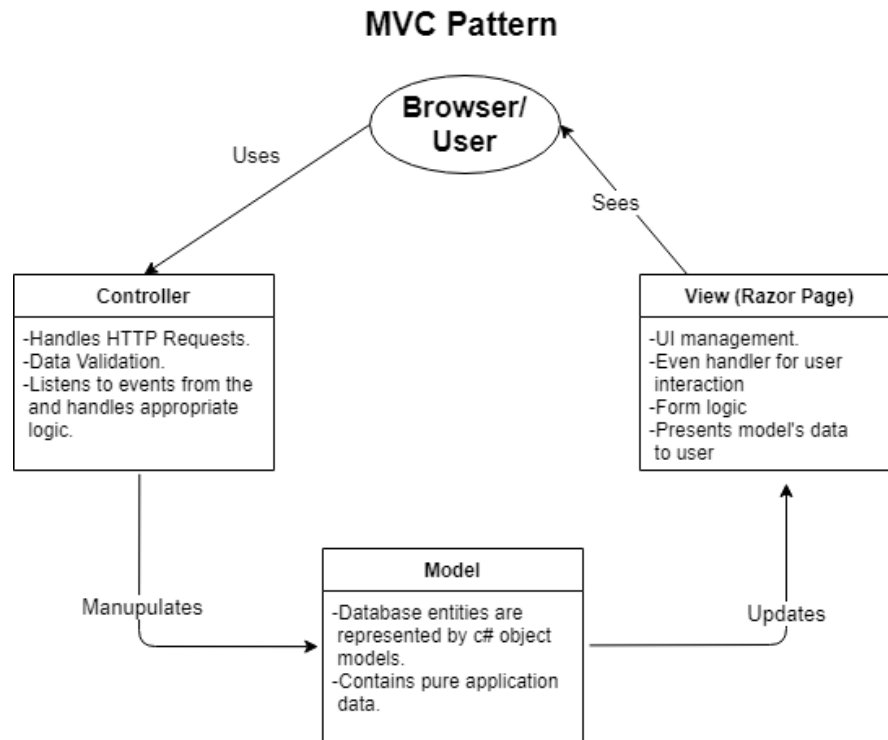 MVC Pattern
Browser/
User
Uses
Sees
Controller
-Handles HTTP Requests.
-Data Validation.
-Listens to events from the
and handles appropriate
logic.
View (Razor Page)
-UI management.
-Even handler for user
interaction
-Form logic
-Presents model's data
to user
Manupulates
Updates
Model
-Database entities are
represented by c# object
models.
-Contains pure application
data.